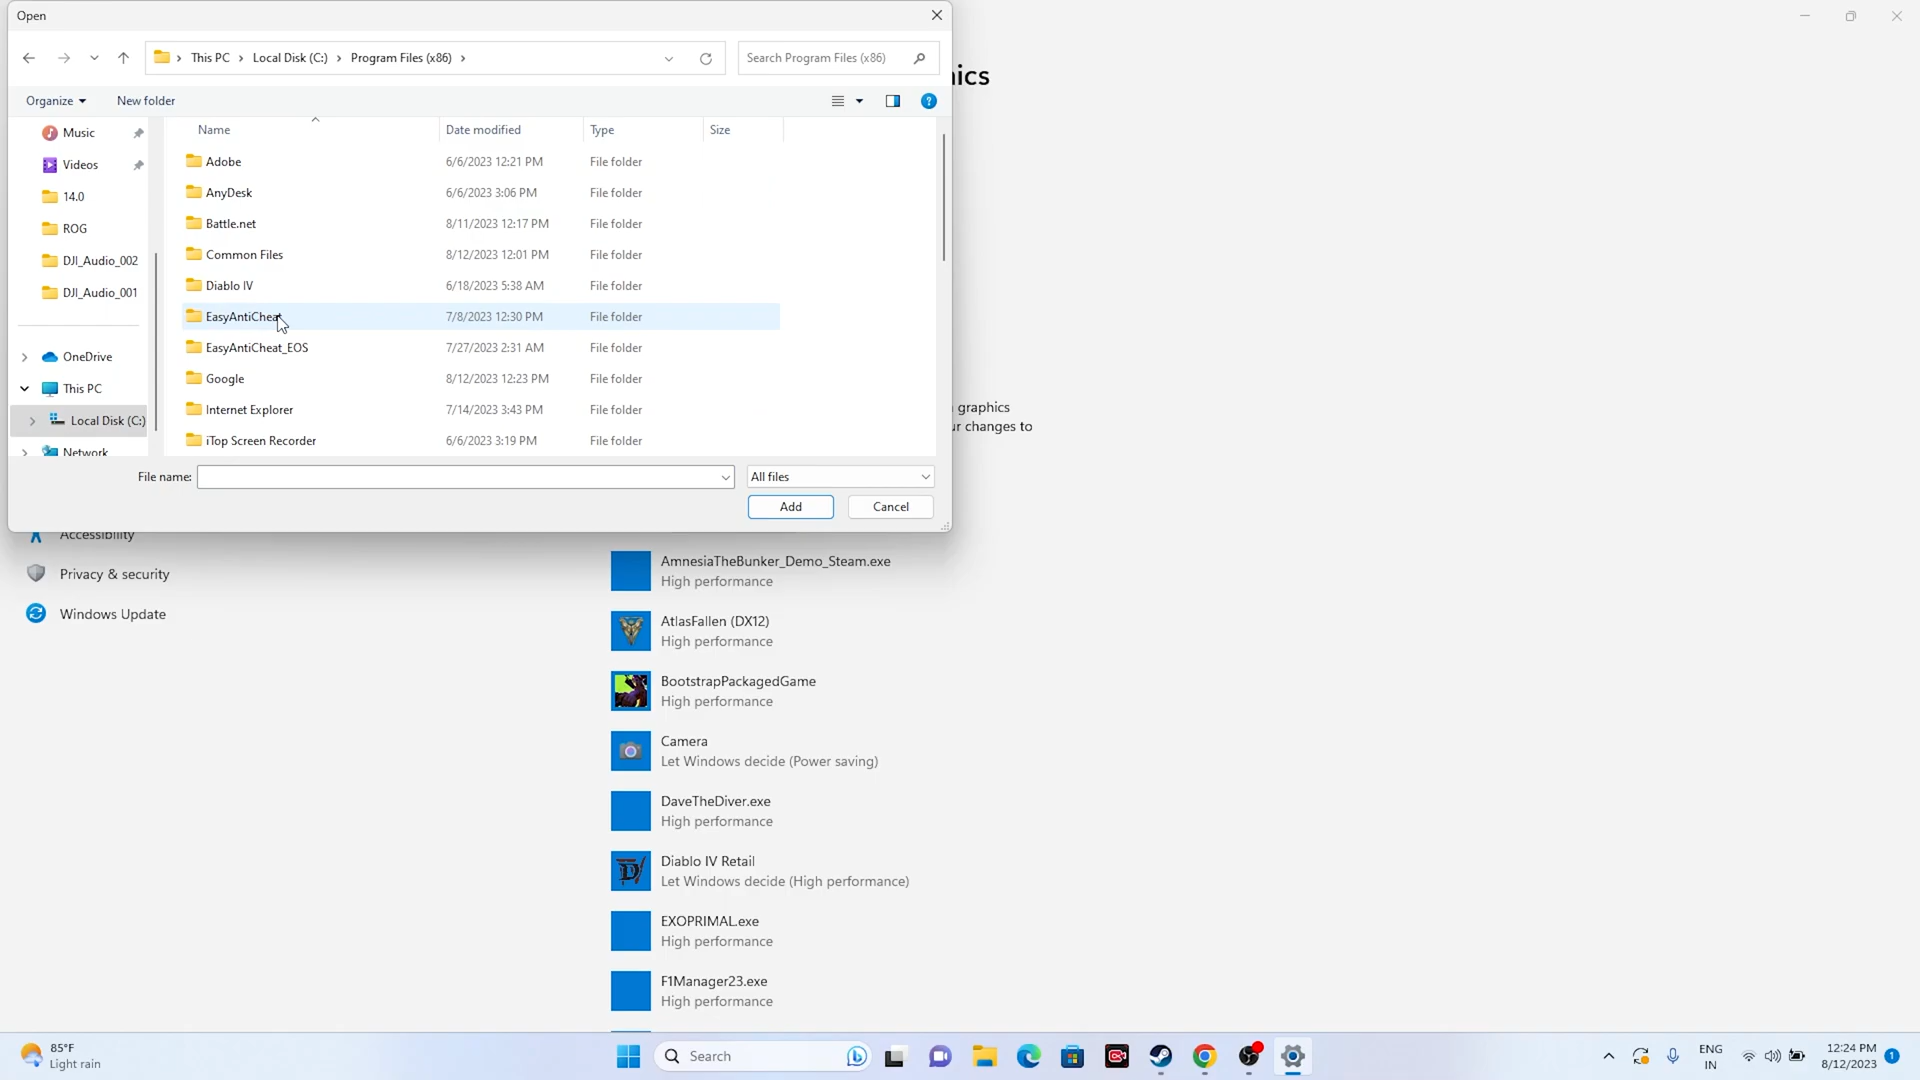 Open
This PC > Local Disk (C:) > Program Files (x86) >
Search Program Files (x86)
Organize
New folder
Name
Date modified
Type
Size
Music
Videos
14.0
ROG
DJI_Audio_002
DJI_Audio_001
OneDrive
This PC
Local Disk (C:)
Network
Adobe 6/6/2023 12:21 PM File folder
AnyDesk 6/6/2023 3:06 PM File folder
Battle.net 8/11/2023 12:17 PM File folder
Common Files 8/12/2023 12:01 PM File folder
Diablo IV 6/18/2023 5:38 AM File folder
EasyAntiCheat 7/8/2023 12:30 PM File folder
EasyAntiCheat_EOS 7/27/2023 2:31 AM File folder
Google 8/12/2023 12:23 PM File folder
Internet Explorer 7/14/2023 3:43 PM File folder
iTop Screen Recorder 6/6/2023 3:19 PM File folder
File name:
All files
Add
Cancel
ics
graphics
ur changes to
Accessibility
Privacy & security
Windows Update
AmnesiaTheBunker_Demo_Steam.exe
High performance
AtlasFallen (DX12)
High performance
BootstrapPackagedGame
High performance
Camera
Let Windows decide (Power saving)
DaveTheDiver.exe
High performance
Diablo IV Retail
Let Windows decide (High performance)
EXOPRIMAL.exe
High performance
F1Manager23.exe
High performance
85°F
Light rain
Search
ENG
IN
12:24 PM
8/12/2023
1